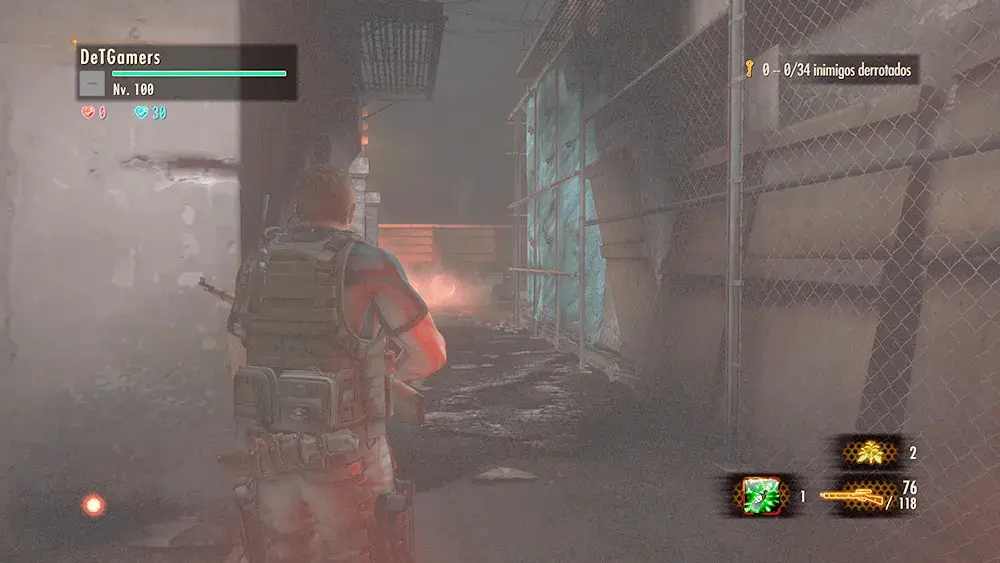 DeTGamers
Nv. 100
0 30
0 -- 0/34 inimigos derrotados
2
1
76
/ 118